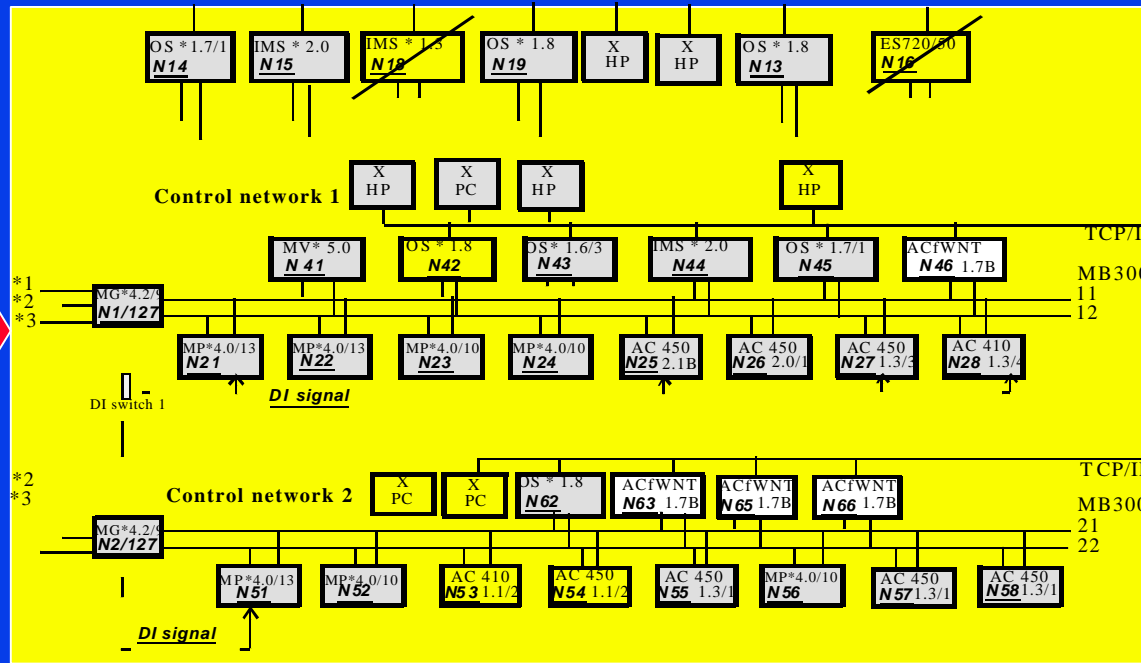 OS * 1.7/1
N14
IMS * 2.0
N15
IMS * 1.3
N18
OS * 1.8
N19
X
HP
X
HP
OS * 1.8
N13
ES720/50
N16
Control network 1
X
HP
X
PC
X
HP
X
HP
TCP/I
MV* 5.0
N 41
OS * 1.8
N42
OS* 1.6/3
N43
IMS * 2.0
N44
OS * 1.7/1
N45
ACfWNT
N46 1.7B
*1
*2
*3
MG*4.2/9
N1/127
MB300
11
12
MP*4.0/13
N21
MP*4.0/13
N22
MP*4.0/10
N23
MP*4.0/10
N24
AC 450
N25 2.1B
AC 450
N26 2.0/1
AC 450
N27 1.3/3
AC 410
N28 1.3/4
DI signal
DI switch 1
*2
*3
Control network 2
X
PC
X
PC
OS * 1.8
N62
ACfWNT
N63 1.7B
ACfWNT
N65 1.7B
ACfWNT
N66 1.7B
TCP/I
MB300
MG*4.2/9
N2/127
21
22
MP*4.0/13
N51
MP*4.0/10
N52
AC 410
N53 1.1/2
AC 450
N54 1.1/2
AC 450
N55 1.3/1
MP*4.0/10
N56
AC 450
N57 1.3/1
AC 450
N58 1.3/1
DI signal